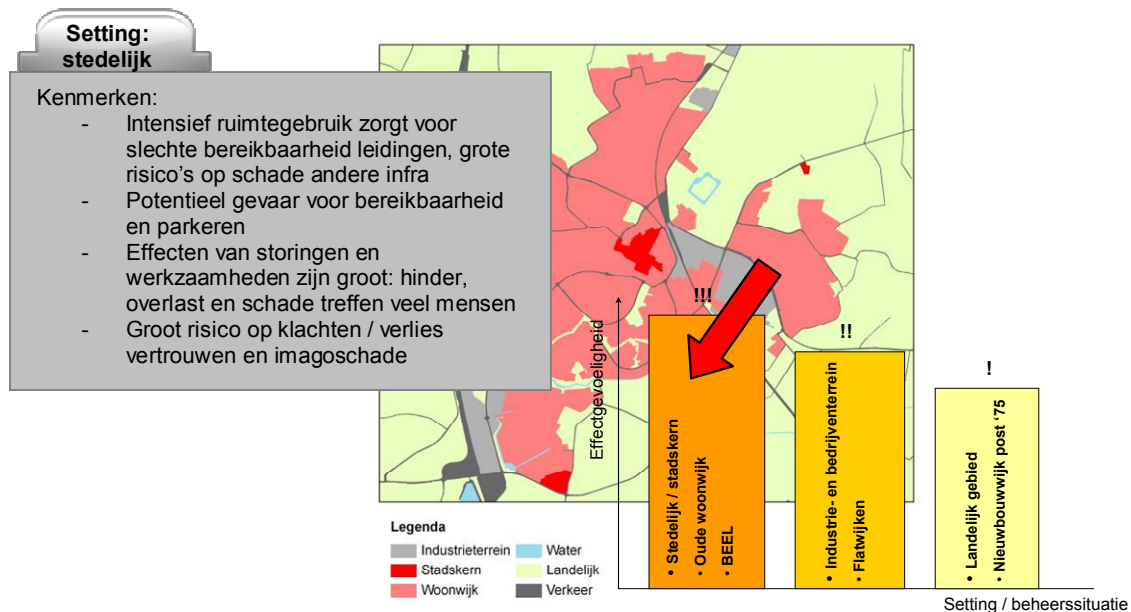 Setting:
stedelijk
Kenmerken:
- Intensief ruimtegebruik zorgt voor
slechte bereikbaarheid leidingen, grote
risico's op schade andere infra
- Potentieel gevaar voor bereikbaarheid
en parkeren
- Effecten van storingen en
werkzaamheden zijn groot: hinder,
overlast en schade treffen veel mensen
- Groot risico op klachten / verlies
vertrouwen en imagoschade
Effectgevoeligheid
!!!
• Stedelijk / stadskern
• Oude woonwijk
• BEEL
!!
• Industrie- en bedrijventerrein
• Flatwijken
!
• Landelijk gebied
• Nieuwbouwwijk post '75
Setting / beheerssituatie
Legenda
Industrieterrein
Water
Stadskern
Landelijk
Woonwijk
Verkeer